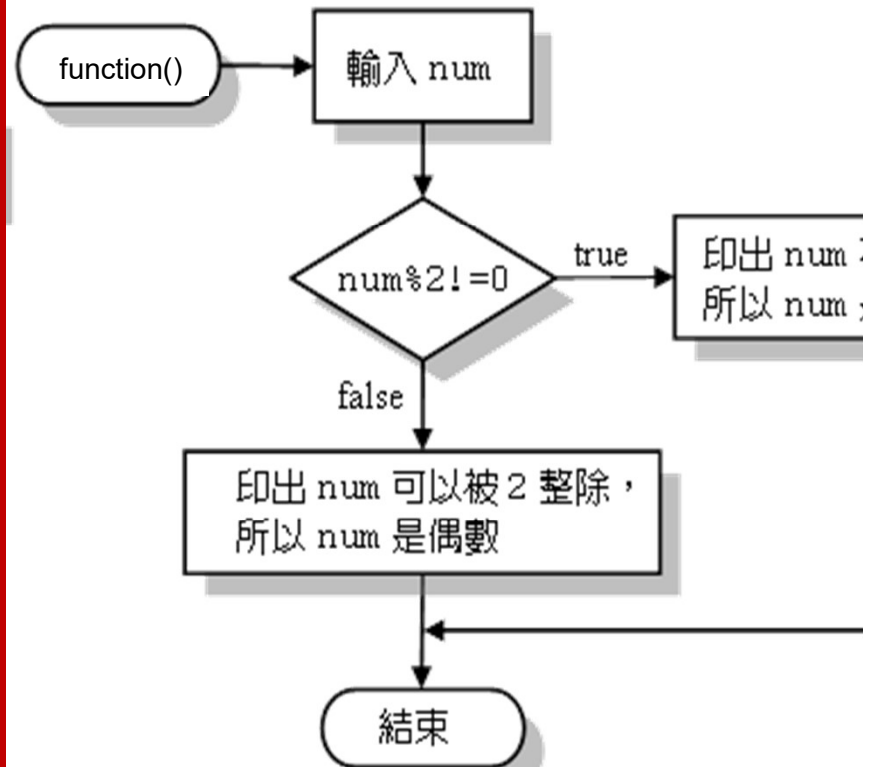 function()
輸入 num
num%2!=0
true
印出 num
所以 num
false
印出 num 可以被 2 整除，
所以 num 是偶數
結束